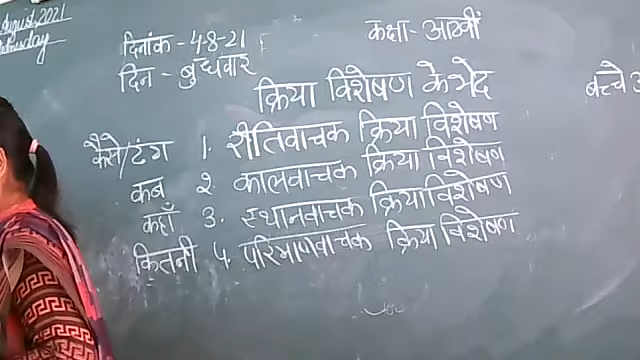 August, 2021
दिनांक - 4-8-21
कक्षा - आठवीं
दिन - बुधवार
क्रिया विशेषण के भेद
बच्चे
कैसे/ढंग 1. रीतिवाचक क्रिया विशेषण
कब 2. कालवाचक क्रिया विशेषण
कहाँ 3. स्थानवाचक क्रिया विशेषण
कितनी 4. परिमाणवाचक क्रिया विशेषण